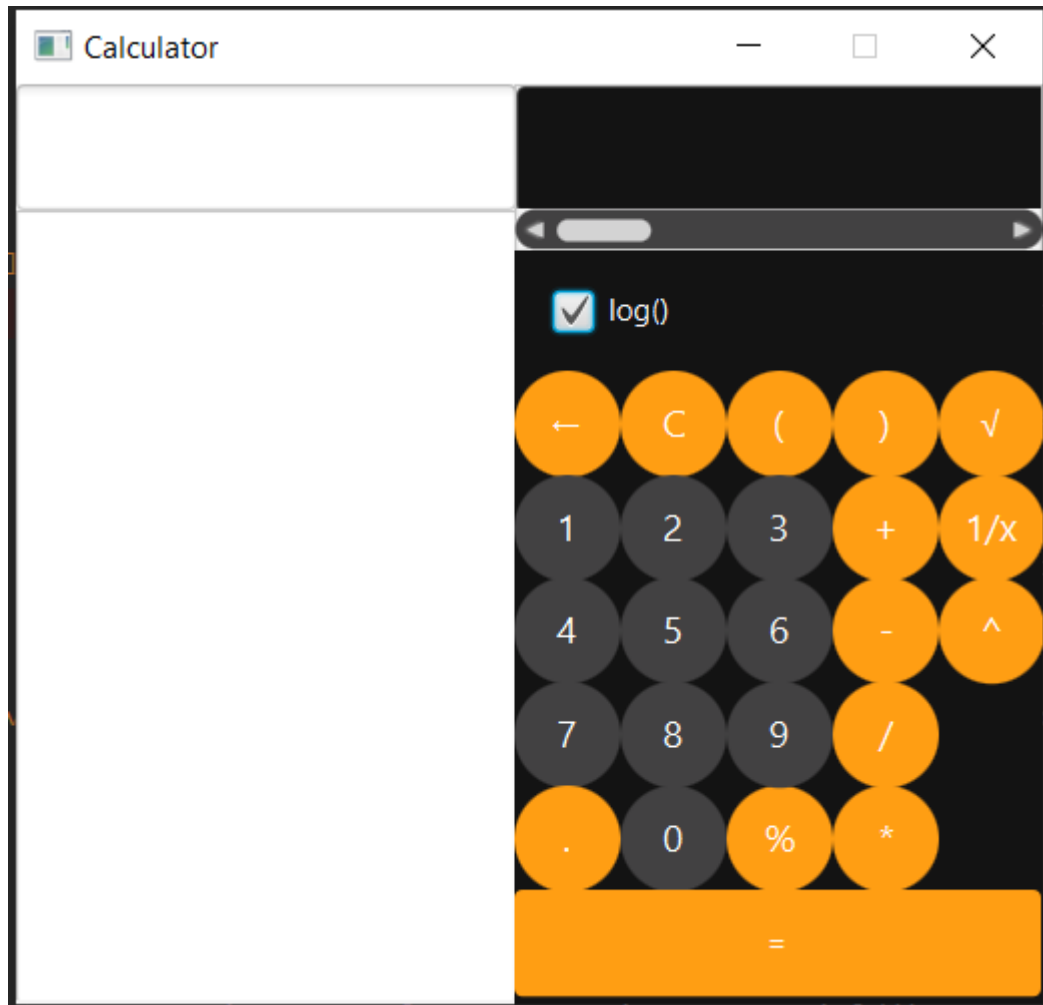 Calculator
log()
← C ( ) √
1 2 3 + 1/x
4 5 6 - ^
7 8 9 /
. 0 % *
=